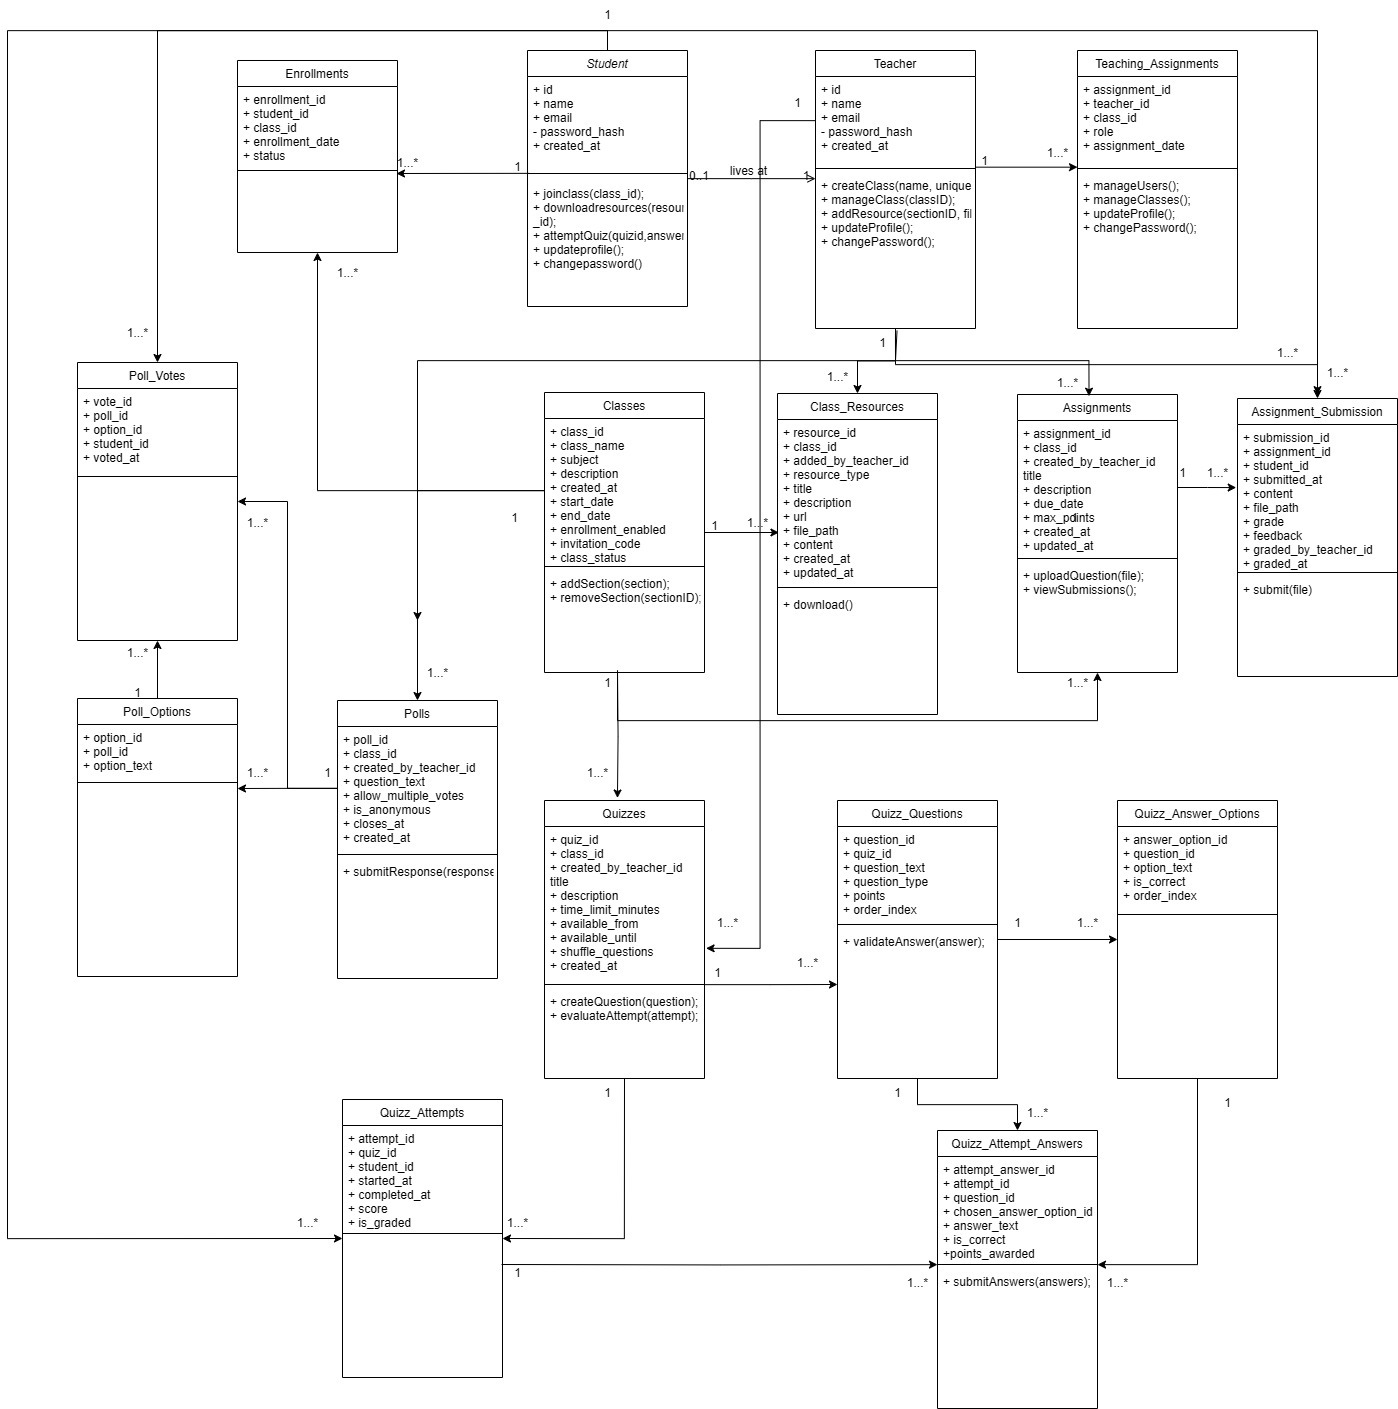 1
Enrollments
+ enrollment_id
+ student_id
+ class_id
+ enrollment_date
+ status
Student
+ id
+ name
+ email
- password_hash
+ created_at
+ joinclass(class_id);
+ downloadresources(resour
_id);
+ attemptQuiz(quizid,answer
+ updateprofile();
+ changepassword()
Teacher
+ id
+ name
+ email
- password_hash
+ created_at
+ createClass(name, unique
+ manageClass(classID);
+ addResource(sectionID, fil
+ updateProfile();
+ changePassword();
Teaching_Assignments
+ assignment_id
+ teacher_id
+ class_id
+ role
+ assignment_date
+ manageUsers();
+ manageClasses();
+ updateProfile();
+ changePassword();
1
1...*
1
0..1
lives at
1
1
1...*
1...*
1...*
1
1...*
1...*
1...*
1...*
Poll_Votes
+ vote_id
+ poll_id
+ option_id
+ student_id
+ voted_at
Classes
+ class_id
+ class_name
+ subject
+ description
+ created_at
+ start_date
+ end_date
+ enrollment_enabled
+ invitation_code
+ class_status
+ addSection(section);
+ removeSection(sectionID);
Class_Resources
+ resource_id
+ class_id
+ added_by_teacher_id
+ resource_type
+ title
+ description
+ url
+ file_path
+ content
+ created_at
+ updated_at
+ download()
Assignments
+ assignment_id
+ class_id
+ created_by_teacher_id
title
+ description
+ due_date
+ max_points
+ created_at
+ updated_at
+ uploadQuestion(file);
+ viewSubmissions();
Assignment_Submission
+ submission_id
+ assignment_id
+ student_id
+ submitted_at
+ content
+ file_path
+ grade
+ feedback
+ graded_by_teacher_id
+ graded_at
+ submit(file)
1
1...*
1
1...*
1
1...*
1...*
1
1...*
1
1...*
1...*
1
1...*
Poll_Options
+ option_id
+ poll_id
+ option_text
Polls
+ poll_id
+ class_id
+ created_by_teacher_id
+ question_text
+ allow_multiple_votes
+ is_anonymous
+ closes_at
+ created_at
+ submitResponse(response
Quizzes
+ quiz_id
+ class_id
+ created_by_teacher_id
title
+ description
+ time_limit_minutes
+ available_from
+ available_until
+ shuffle_questions
+ created_at
+ createQuestion(question);
+ evaluateAttempt(attempt);
Quizz_Questions
+ question_id
+ quiz_id
+ question_text
+ question_type
+ points
+ order_index
+ validateAnswer(answer);
Quizz_Answer_Options
+ answer_option_id
+ question_id
+ option_text
+ is_correct
+ order_index
1...*
1...*
1
1
1...*
1...*
1
1
1...*
1
Quizz_Attempts
+ attempt_id
+ quiz_id
+ student_id
+ started_at
+ completed_at
+ score
+ is_graded
Quizz_Attempt_Answers
+ attempt_answer_id
+ attempt_id
+ question_id
+ chosen_answer_option_id
+ answer_text
+ is_correct
+points_awarded
+ submitAnswers(answers);
1...*
1...*
1
1...*
1...*